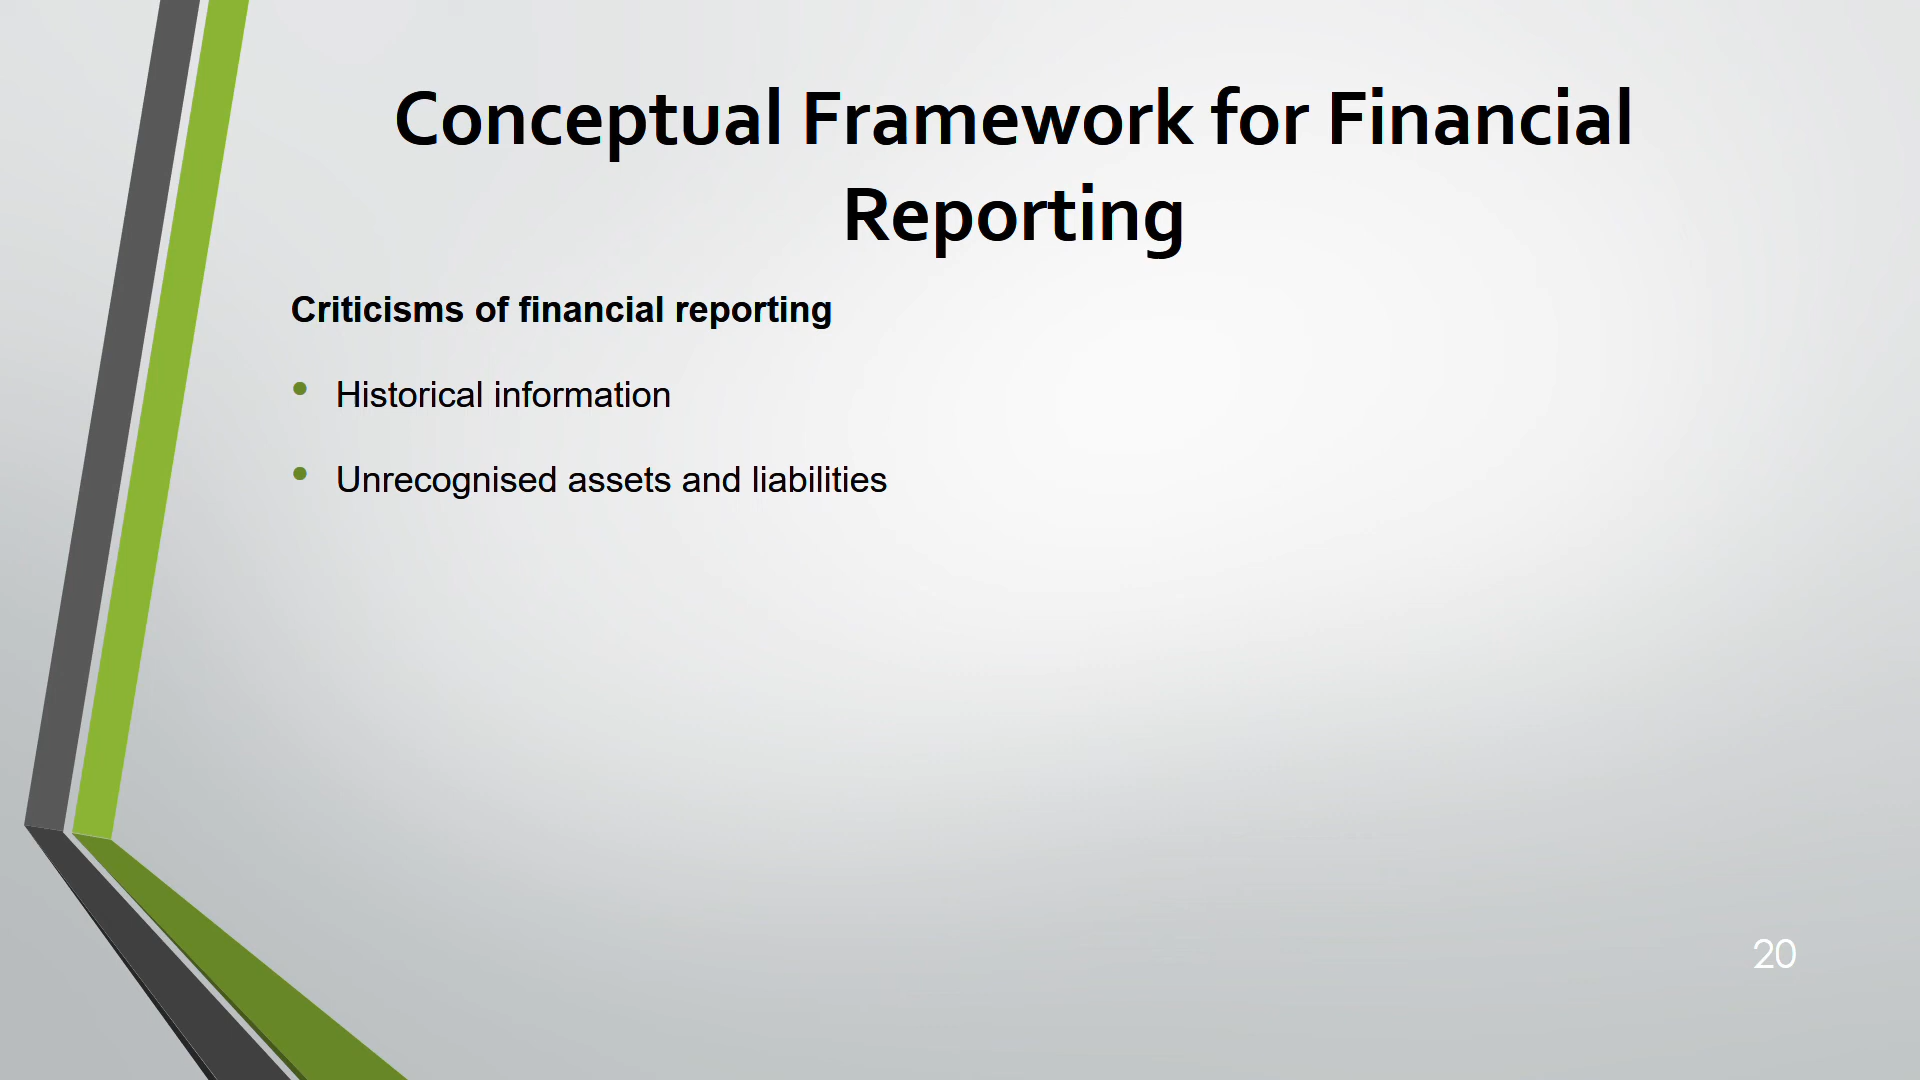 Conceptual Framework for Financial
Reporting
Criticisms of financial reporting
• Historical information
• Unrecognised assets and liabilities
20